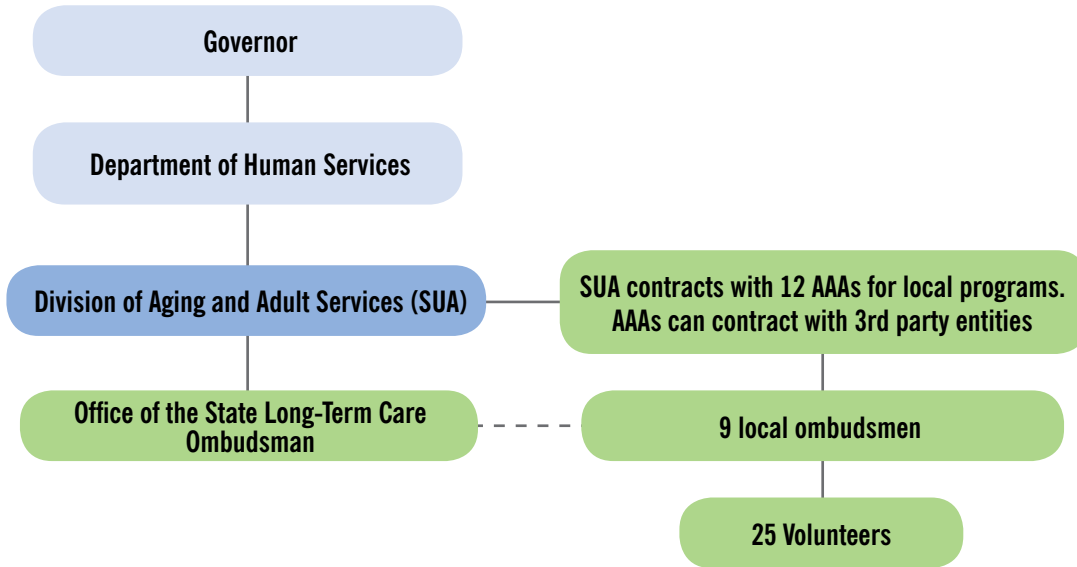 Governor
Department of Human Services
Division of Aging and Adult Services (SUA)
SUA contracts with 12 AAAs for local programs.
AAAs can contract with 3rd party entities
Office of the State Long-Term Care
Ombudsman
9 local ombudsmen
25 Volunteers